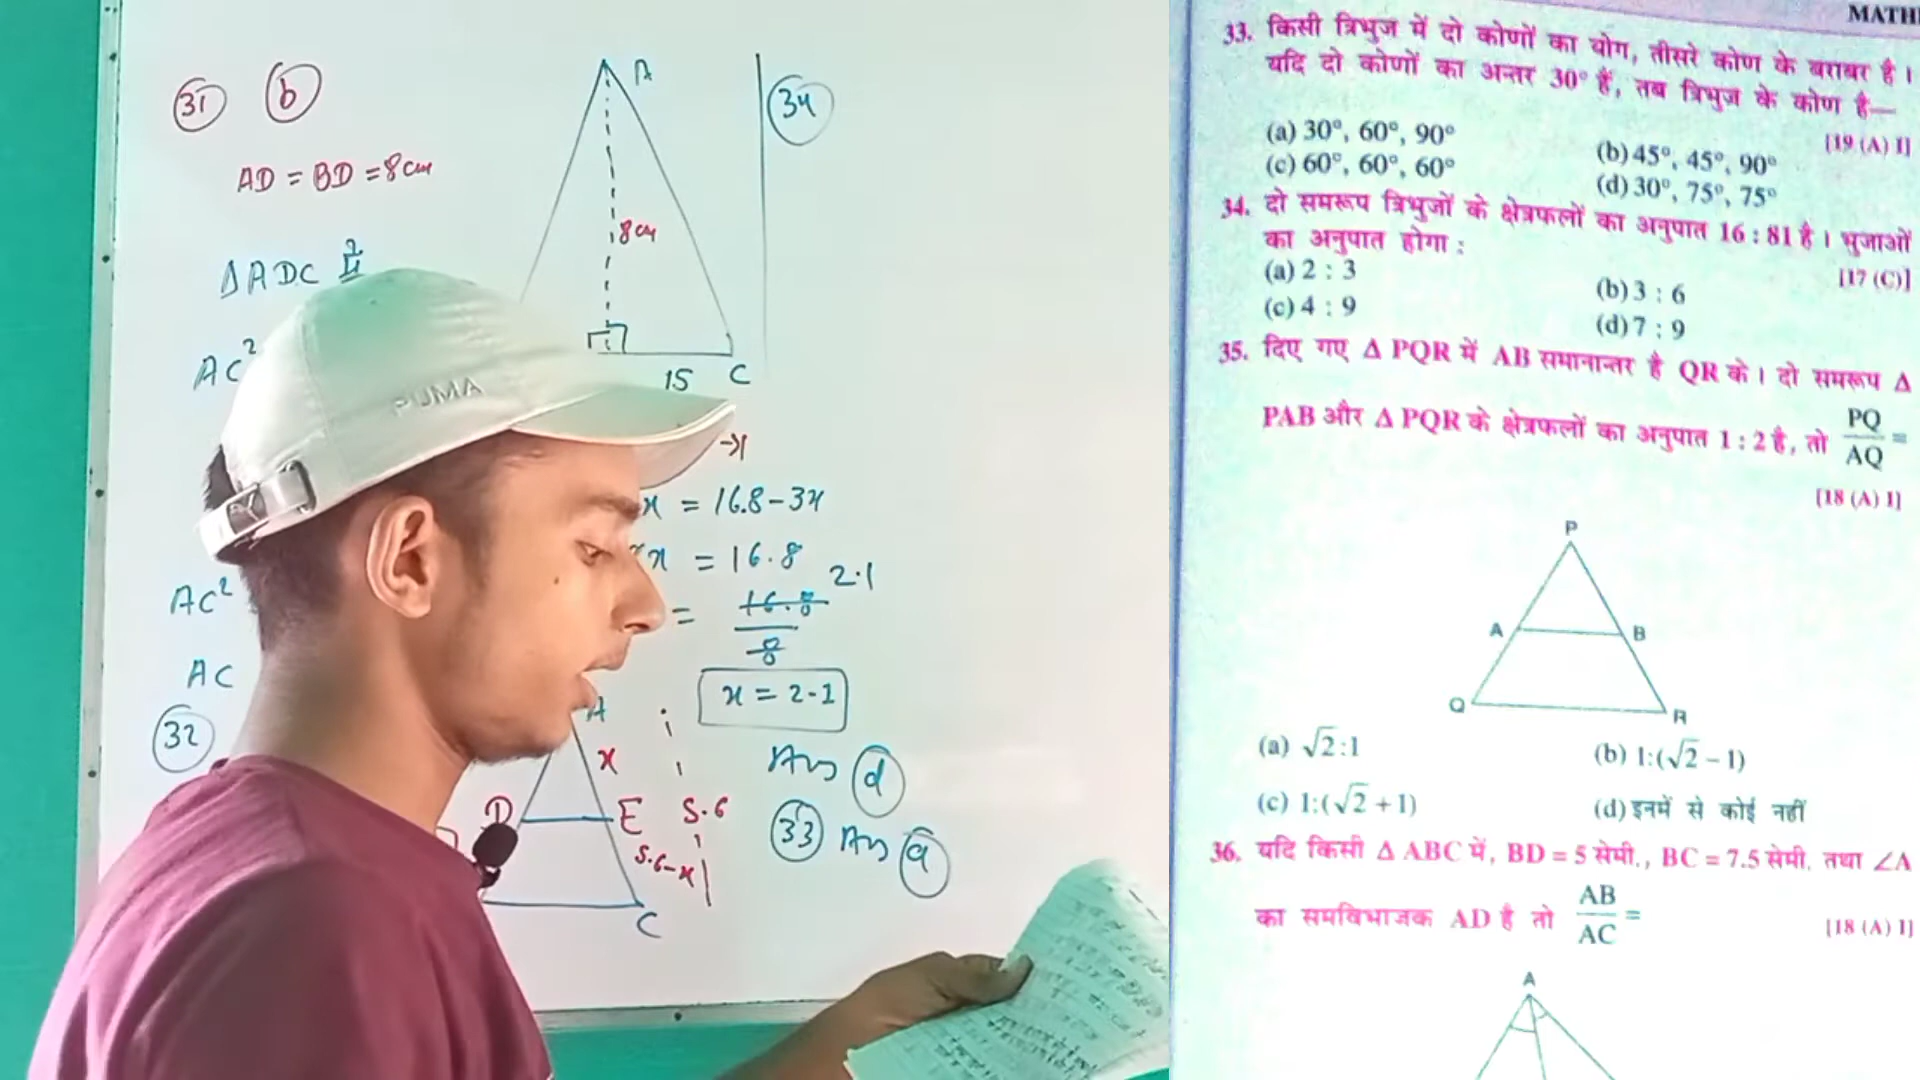 31 b
AD = BD = 8cm
Δ ADC में
AC²
AC²
AC
32
A
8cm
15 C
→x
x = 16.8-3x
x = 16.8
= 16.8 2.1
8
x = 2.1
A
x
D E 5.6
5.6-x
C
Ans d
33 Ans a
34
PUMA
MATH
33. किसी त्रिभुज में दो कोणों का योग, तीसरे कोण के बराबर है।
यदि दो कोणों का अन्तर 30° हैं, तब त्रिभुज के कोण है—
[19 (A) I]
(a) 30°, 60°, 90° (b) 45°, 45°, 90°
(c) 60°, 60°, 60° (d) 30°, 75°, 75°
34. दो समरूप त्रिभुजों के क्षेत्रफलों का अनुपात 16 : 81 है। भुजाओं
का अनुपात होगा :
[17 (C)]
(a) 2 : 3 (b) 3 : 6
(c) 4 : 9 (d) 7 : 9
35. दिए गए Δ PQR में AB समानान्तर है QR के। दो समरूप Δ
PAB और Δ PQR के क्षेत्रफलों का अनुपात 1 : 2 है, तो PQ/AQ =
[18 (A) I]
P
A B
Q R
(a) √2:1 (b) 1:(√2 – 1)
(c) 1:(√2 + 1) (d) इनमें से कोई नहीं
36. यदि किसी Δ ABC में, BD = 5 सेमी., BC = 7.5 सेमी. तथा ∠A
का समविभाजक AD है तो AB/AC =
[18 (A) I]
A